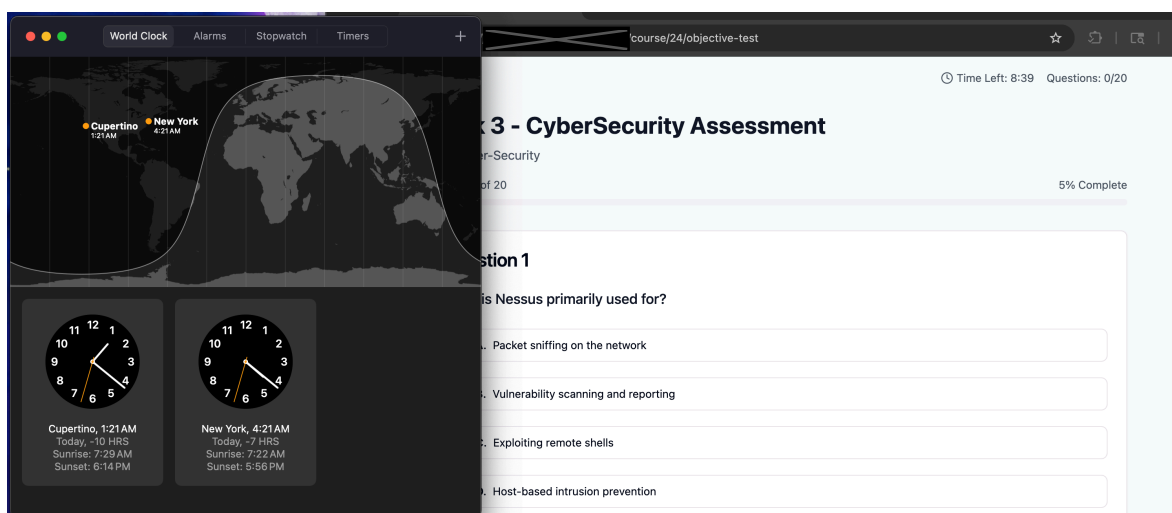 World Clock Alarms Stopwatch Timers +
/course/24/objective-test
Time Left: 8:39 Questions: 0/20
3 - CyberSecurity Assessment
er-Security
of 20
5% Complete
Cupertino
1:21 AM
New York
4:21 AM
stion 1
is Nessus primarily used for?
. Packet sniffing on the network
. Vulnerability scanning and reporting
. Exploiting remote shells
. Host-based intrusion prevention
12
11 1
10 2
9 3
8 4
7 5
6
Cupertino, 1:21 AM
Today, -10 HRS
Sunrise: 7:29 AM
Sunset: 6:14 PM
12
11 1
10 2
9 3
8 4
7 5
6
New York, 4:21 AM
Today, -7 HRS
Sunrise: 7:22 AM
Sunset: 5:56 PM